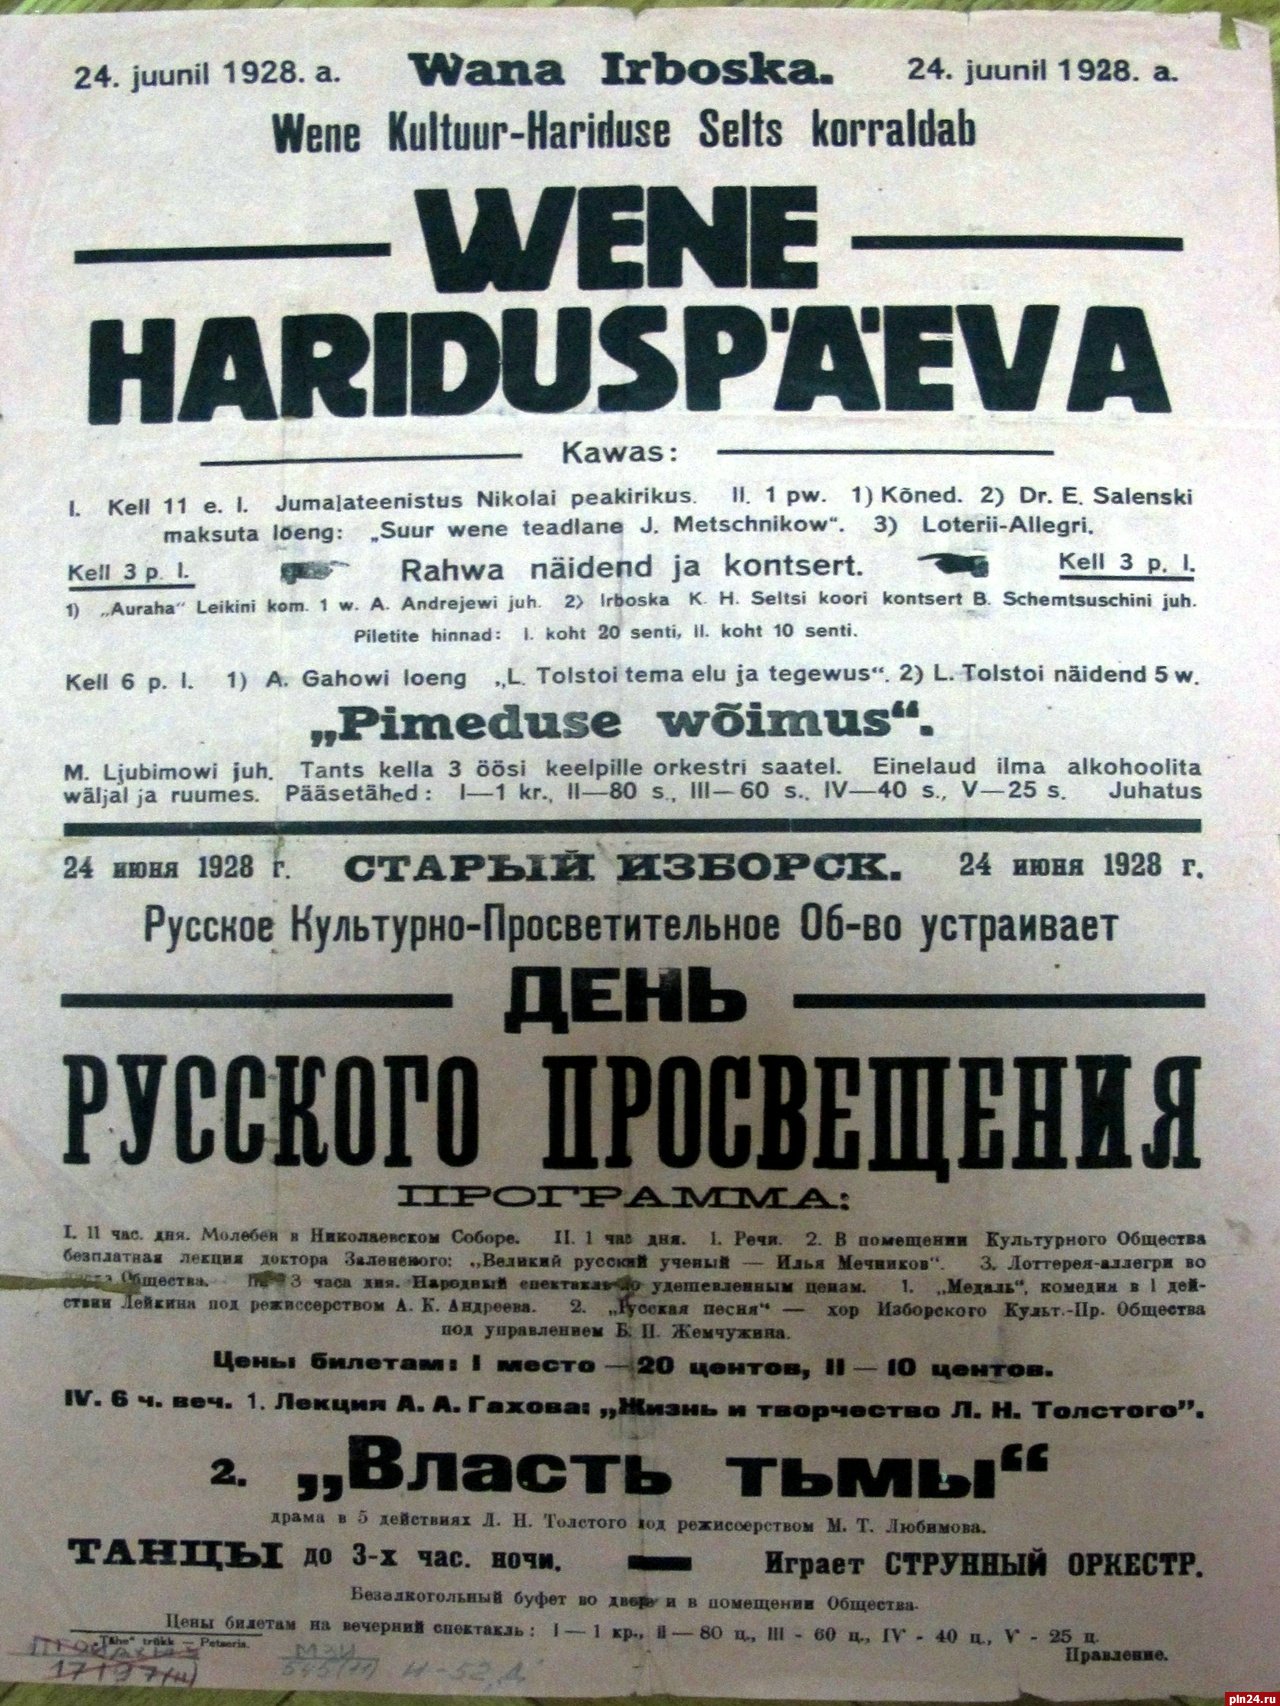 24. juunil 1928. a. Wana Irboska. 24. juunil 1928. a.
Wene Kultuur-Hariduse Selts korraldab
WENE
HARIDUSPÄEVA
Kawas:
I. Kell 11 e. l. Jumalateenistus Nikolai peakirikus. II. 1 pw. 1) Kõned. 2) Dr. E. Salenski
maksuta loeng: „Suur wene teadlane J. Metschnikow“. 3) Loterii-Allegri.
Kell 3 p. l. Rahwa näidend ja kontsert. Kell 3 p. l.
1) „Auraha“ Leikini kom. 1 w. A. Andrejewi juh. 2) Irboska K. H. Seltsi koori kontsert B. Schemtsuschini juh.
Piletite hinnad: I. koht 20 senti, II. koht 10 senti.
Kell 6 p. l. 1) A. Gahowi loeng „L. Tolstoi tema elu ja tegewus“. 2) L. Tolstoi näidend 5 w.
„Pimeduse wõimus“.
M. Ljubimowi juh. Tants kella 3 öösi keelpille orkestri saatel. Einelaud ilma alkohoolita
wäljal ja ruumes. Pääsetähed: I—1 kr., II—80 s., III—60 s., IV—40 s., V—25 s. Juhatus
24 июня 1928 г. СТАРЫЙ ИЗБОРСК. 24 июня 1928 г.
Русское Культурно-Просветительное Об-во устраивает
ДЕНЬ
РУССКОГО ПРОСВЕЩЕНИЯ
ПРОГРАММА:
I. 11 час. дня. Молебен в Николаевском Соборе. II. 1 час дня. 1. Речи. 2. В помещении Культурного Общества
безплатная лекция доктора Заленского: „Великий русский ученый — Илья Мечников“. 3. Лоттерея-аллегри во
Общества. 3 часа дня. Народный спектакль по удешевленным ценам. 1. „Медаль“, комедия в 1 дей-
ствии Лейкина под режиссерством А. К. Андреева. 2. „Русская песня“ — хор Изборского Культ.-Пр. Общества
под управлением Б. П. Жемчужина.
Цены билетам: I место — 20 центов, II — 10 центов.
IV. 6 ч. веч. 1. Лекция А. А. Гахова: „Жизнь и творчество Л. Н. Толстого”.
2. „Власть тьмы“
драма в 5 действиях Л. Н. Толстого под режиссерством М. Т. Любимова.
ТАНЦЫ до 3-х час. ночи. Играет СТРУННЫЙ ОРКЕСТР.
Безалкогольный буфет во дворе и в помещении Общества.
Цены билетам на вечерний спектакль: I — 1 кр., II — 80 ц., III - 60 ц., IV - 40 ц., V - 25 ц.
Правление.
„Tähe“ trükk — Petseris.
17197
pln24.ru